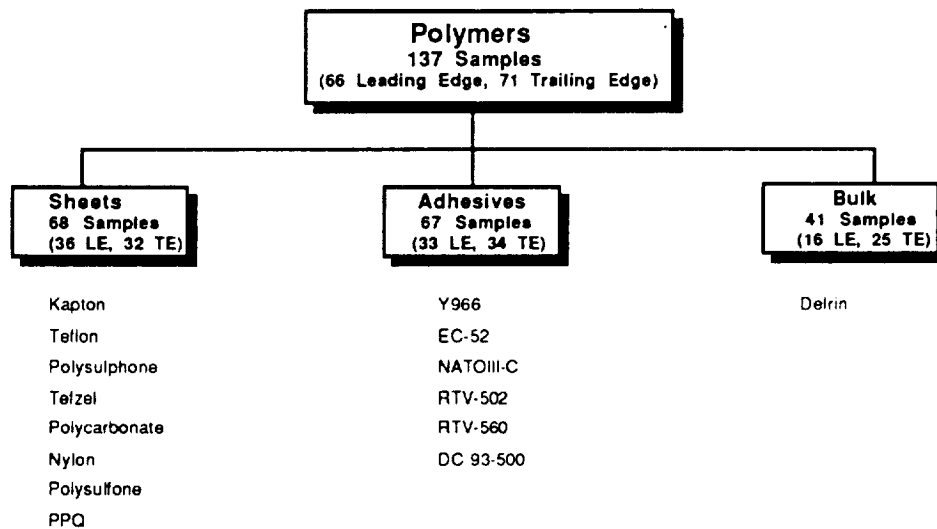 Polymers
137 Samples
(66 Leading Edge, 71 Trailing Edge)
Sheets
68 Samples
(36 LE, 32 TE)
Kapton
Teflon
Polysulphone
Tefzel
Polycarbonate
Nylon
Polysulfone
PPQ
Adhesives
67 Samples
(33 LE, 34 TE)
Y966
EC-52
NATOIII-C
RTV-502
RTV-560
DC 93-500
Bulk
41 Samples
(16 LE, 25 TE)
Delrin